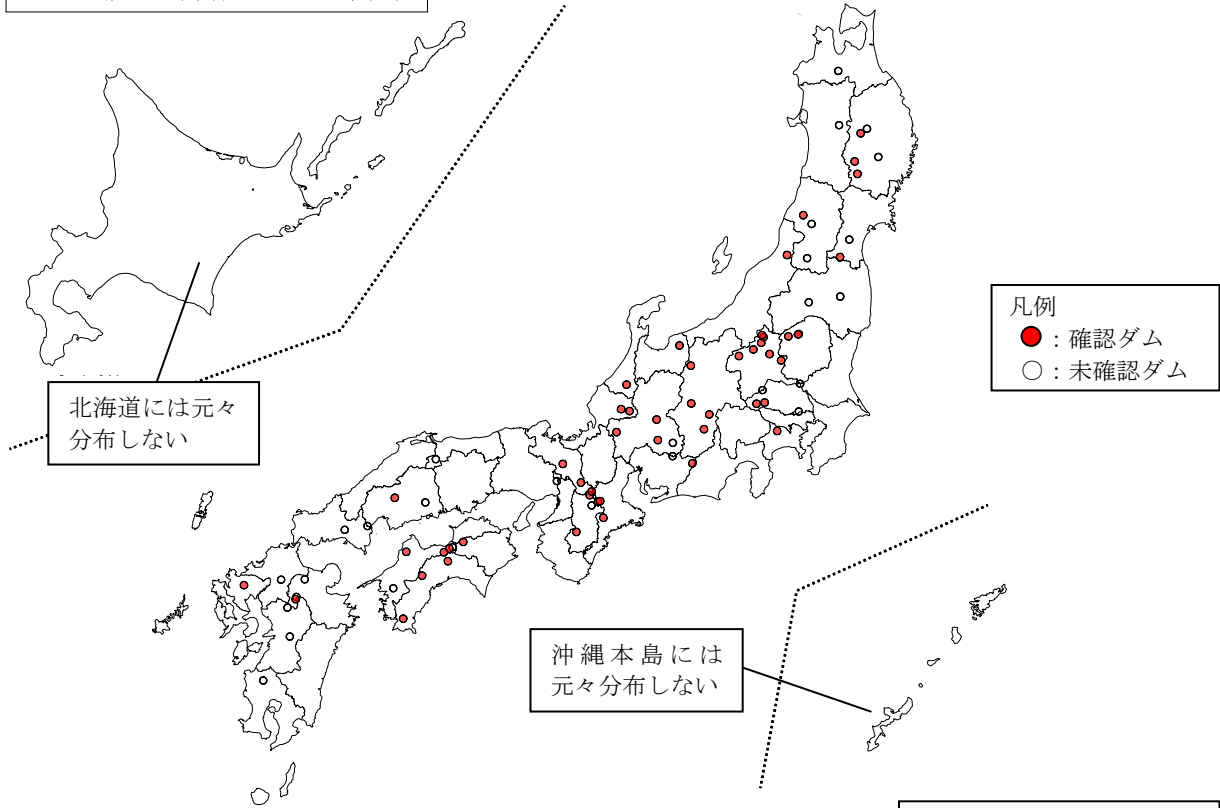 凡例
：確認ダム
：未確認ダム
北海道には元々
分布しない
沖縄本島には
元々分布しない